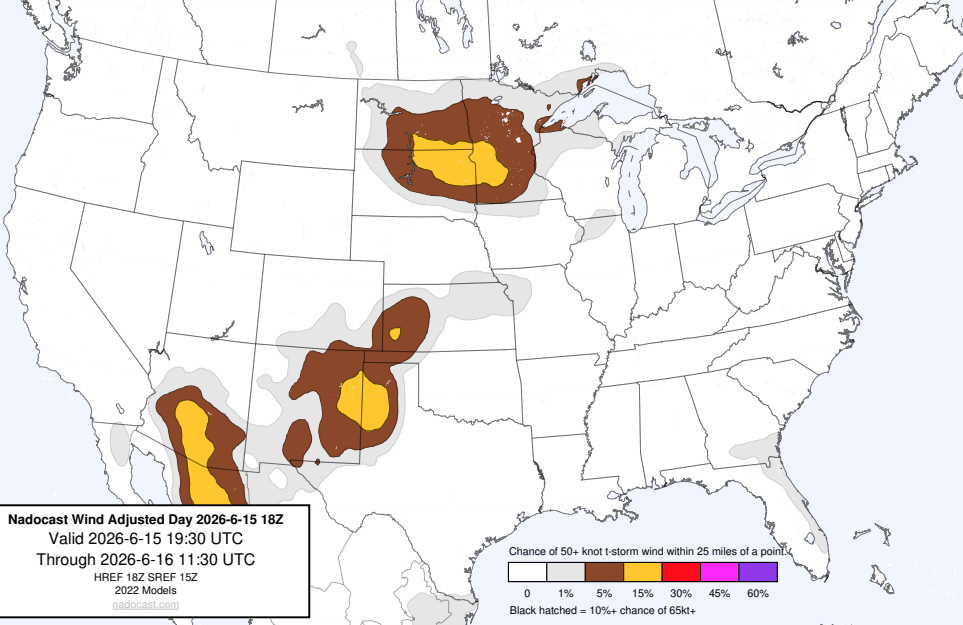 Nadocast Wind Adjusted Day 2026-6-15 18Z
Valid 2026-6-15 19:30 UTC
Through 2026-6-16 11:30 UTC
HREF 18Z SREF 15Z
2022 Models
nadocast.com
Chance of 50+ knot t-storm wind within 25 miles of a point.
0 1% 5% 15% 30% 45% 60%
Black hatched = 10%+ chance of 65kt+